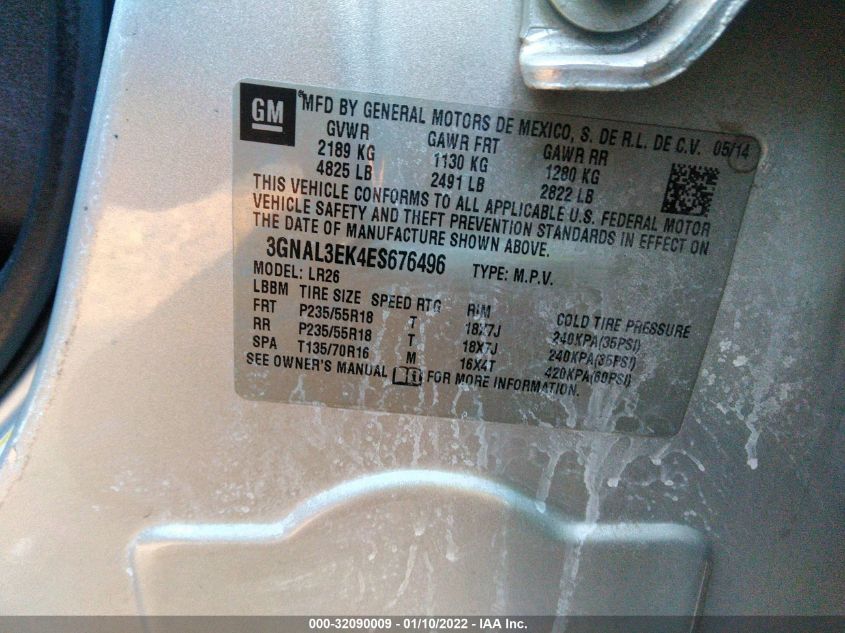 GM
MFD BY GENERAL MOTORS DE MEXICO, S. DE R.L. DE C.V. 05/14
GVWR GAWR FRT GAWR RR
2189 KG 1130 KG 1280 KG
4825 LB 2491 LB 2822 LB
THIS VEHICLE CONFORMS TO ALL APPLICABLE U.S. FEDERAL MOTOR
VEHICLE SAFETY AND THEFT PREVENTION STANDARDS IN EFFECT ON
THE DATE OF MANUFACTURE SHOWN ABOVE.
3GNAL3EK4ES676496 TYPE: M.P.V.
MODEL: LR26
LBBM TIRE SIZE SPEED RTG RIM COLD TIRE PRESSURE
FRT P235/55R18 T 18X7J 240KPA(35PSI)
RR P235/55R18 T 18X7J 240KPA(35PSI)
SPA T135/70R16 M 16X4T 420KPA(60PSI)
SEE OWNER'S MANUAL FOR MORE INFORMATION.
000-32090009 - 01/10/2022 - IAA Inc.